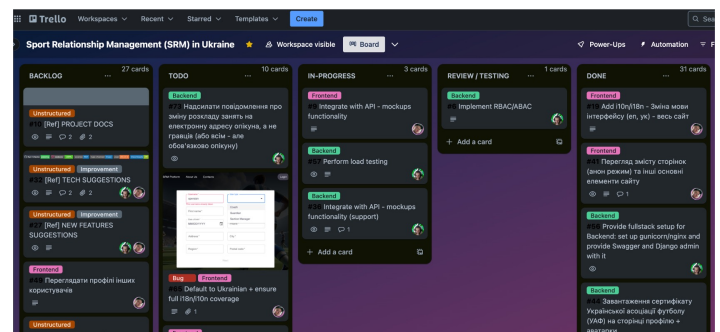 Trello
Workspaces
Recent
Starred
Templates
Create
Sport Relationship Management (SRM) in Ukraine
Workspace visible
Board
Power-Ups
Automation
BACKLOG
27 cards
Unstructured
[Ref] PROJECT DOCS
2
2
Unstructured Improvement
[Ref] TECH SUGGESTIONS
2
2
Unstructured Improvement
[Ref] NEW FEATURES
SUGGESTIONS
Frontend
Переглядати профілі інших
користувачів
Unstructured
TODO
10 cards
Backend
Надсилати повідомлення про
зміну розкладу занять на
електронну адресу опікуна, а не
гравців (або всім - але
обов'язково опікуну)
Bug Frontend
Default to Ukrainian + ensure
full i18n/l10n coverage
1
IN-PROGRESS
3 cards
Frontend
Integrate with API - mockups
functionality
Backend
Perform load testing
Backend
Integrate with API - mockups
functionality (support)
1
+ Add a card
REVIEW / TESTING
1 cards
Backend
Implement RBAC/ABAC
+ Add a card
DONE
31 cards
Frontend
Add i10n/i18n - Зміна мови
інтерфейсу (en, yк) - весь сайт
Frontend
Перегляд змісту сторінок
(анон режим) та інші основні
елементи сайту
1
Backend
Provide fullstack setup for
Backend: set up gunicorn/nginx and
provide Swagger and Django admin
with it
Backend
Завантаження сертифікату
Української асоціації футболу
(УАФ) на сторінці профілю +
аватарки